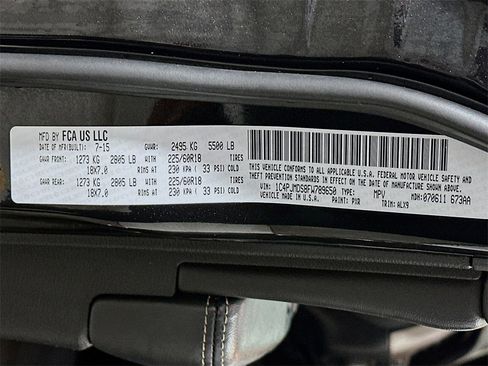 MFD BY FCA US LLC
DATE OF MFR(BUILT): 7-15 GVWR: 2495 KG 5500 LB
GAWR FRONT: 1273 KG 2805 LB WITH 225/60R18 TIRES
18X7.0 RIMS AT 230 KPA ( 33 PSI) COLD
GAWR REAR: 1273 KG 2805 LB WITH 225/60R18 TIRES
18X7.0 RIMS AT 230 KPA ( 33 PSI) COLD
THIS VEHICLE CONFORMS TO ALL APPLICABLE U.S.A. FEDERAL MOTOR VEHICLE SAFETY AND
THEFT PREVENTION STANDARDS IN EFFECT ON THE DATE OF MANUFACTURE SHOWN ABOVE.
VIN: 1C4PJMDS8FW789650 TYPE: MPV MDH: 070611 673AA
VEHICLE MADE IN U.S.A. PAINT: PXR TRIM: ALX9